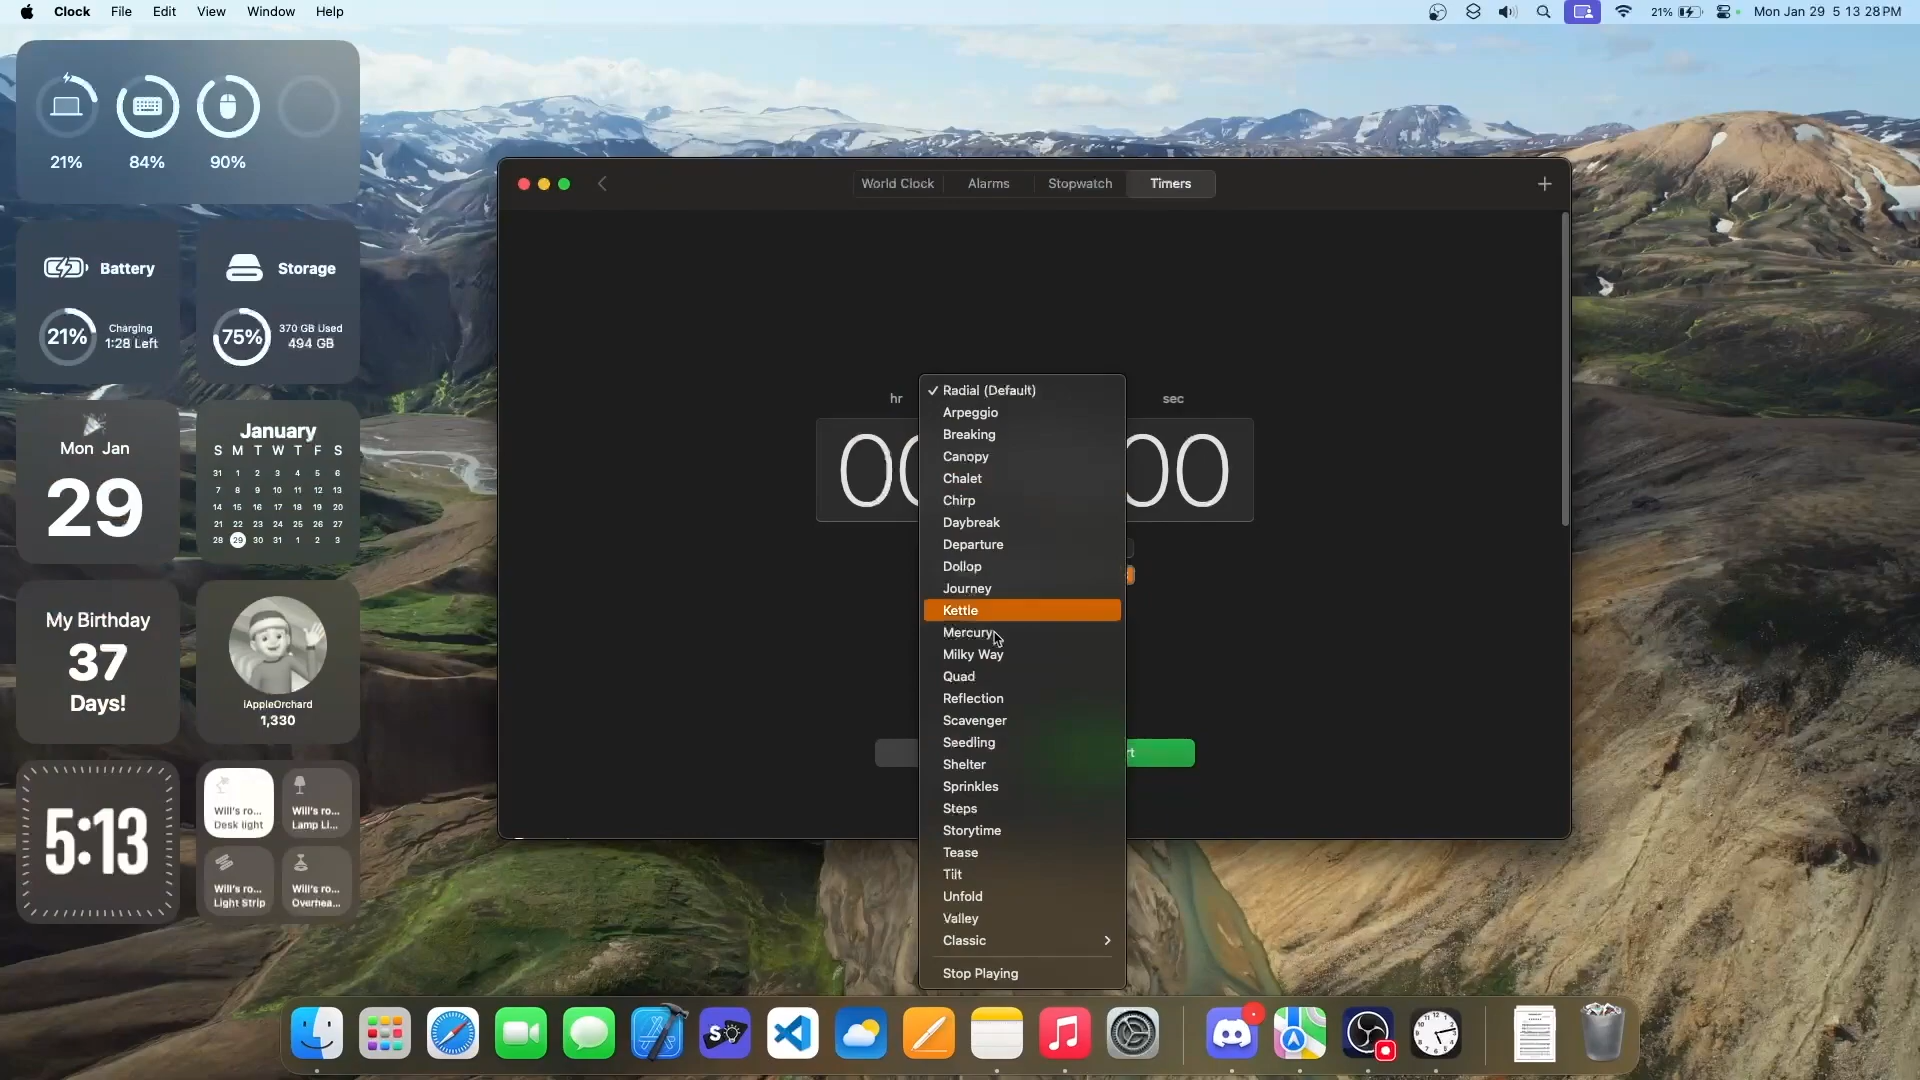 Clock File Edit View Window Help
21% Mon Jan 29 5 13 28 PM
21% 84% 90%
Battery
21%
Charging
1:28 Left
Storage
75%
370 GB Used
494 GB
Mon Jan
29
January
S M T W T F S
31 1 2 3 4 5 6
7 8 9 10 11 12 13
14 15 16 17 18 19 20
21 22 23 24 25 26 27
28 29 30 31 1 2 3
My Birthday
37
Days!
iAppleOrchard
1,330
5:13
Will's ro...
Desk light
Will's ro...
Lamp Li...
Will's ro...
Light Strip
Will's ro...
Overhea...
World Clock Alarms Stopwatch Timers
hr sec
00 00
✓ Radial (Default)
Arpeggio
Breaking
Canopy
Chalet
Chirp
Daybreak
Departure
Dollop
Journey
Kettle
Mercury
Milky Way
Quad
Reflection
Scavenger
Seedling
Shelter
Sprinkles
Steps
Storytime
Tease
Tilt
Unfold
Valley
Classic
Stop Playing
rt